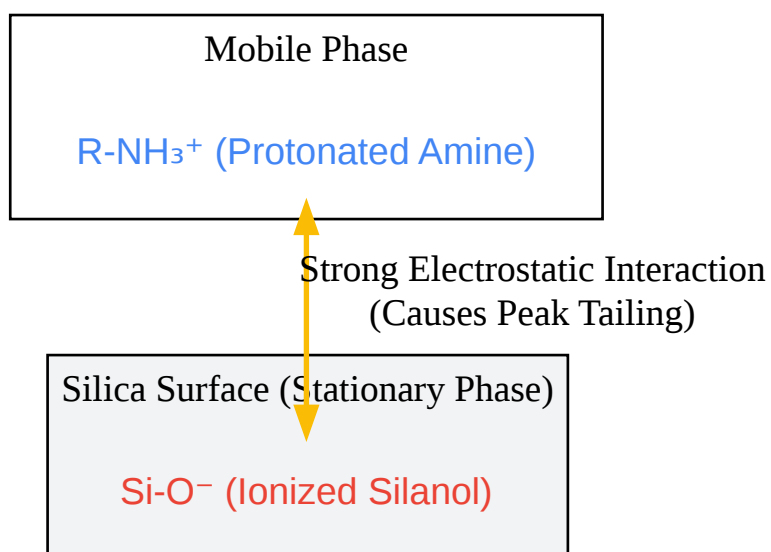 Mobile Phase
R-NH₃⁺ (Protonated Amine)
Strong Electrostatic Interaction
(Causes Peak Tailing)
Silica Surface (Stationary Phase)
Si-O⁻ (Ionized Silanol)